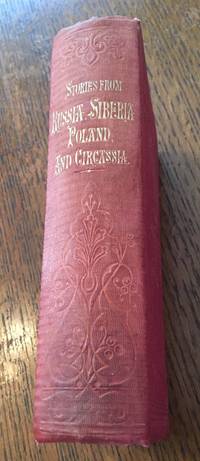 STORIES FROM
RUSSIA, SIBERIA
POLAND,
AND CIRCASSIA.